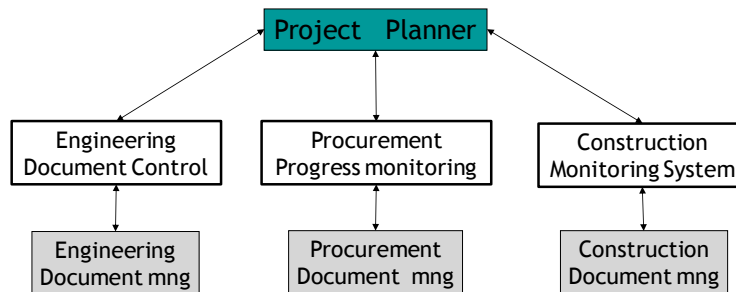 Project Planner
Engineering
Document Control
Procurement
Progress monitoring
Construction
Monitoring System
Engineering
Document mng
Procurement
Document mng
Construction
Document mng